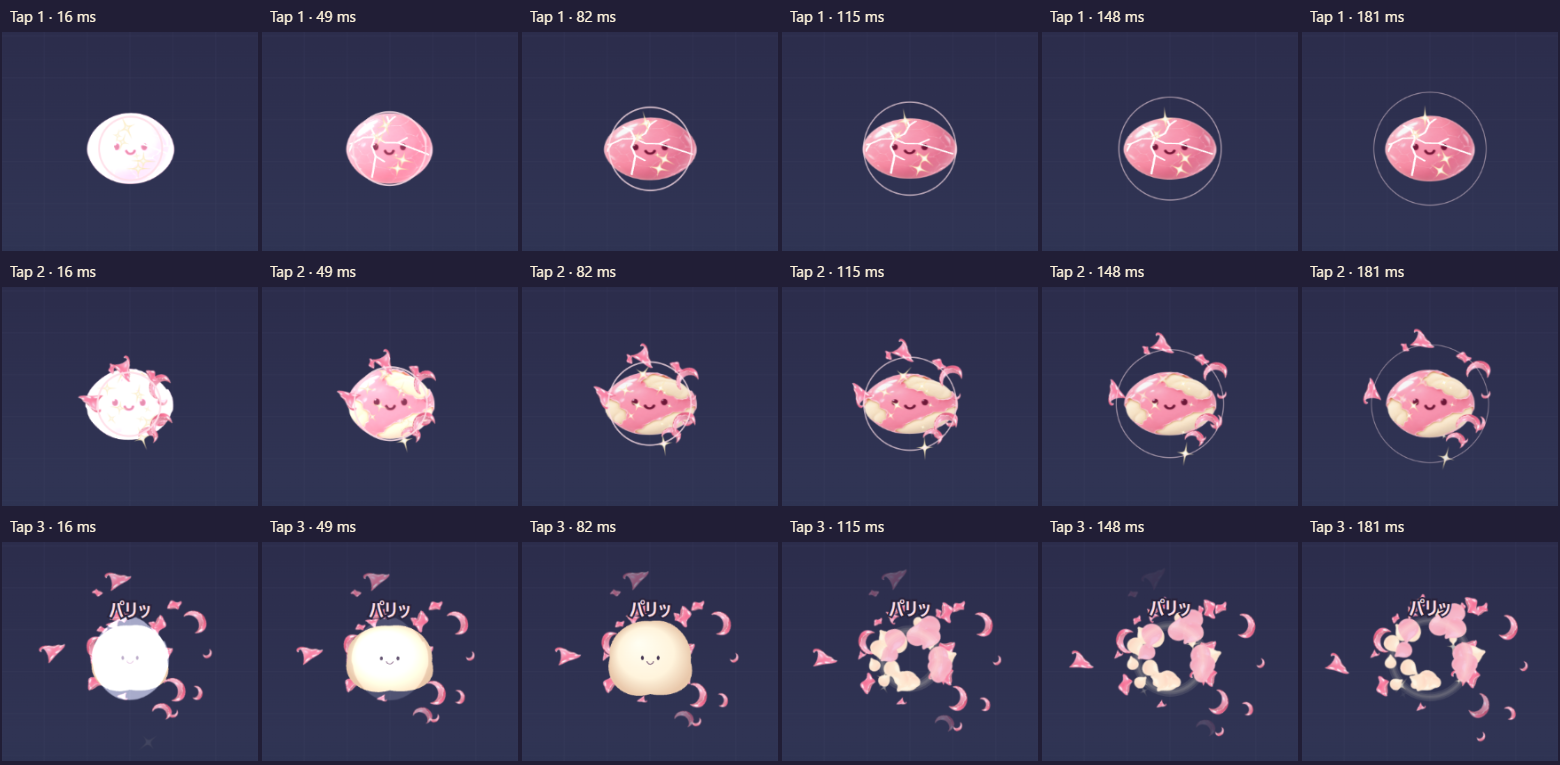 Tap 1 · 16 ms
Tap 1 · 49 ms
Tap 1 · 82 ms
Tap 1 · 115 ms
Tap 1 · 148 ms
Tap 1 · 181 ms
Tap 2 · 16 ms
Tap 2 · 49 ms
Tap 2 · 82 ms
Tap 2 · 115 ms
Tap 2 · 148 ms
Tap 2 · 181 ms
Tap 3 · 16 ms
Tap 3 · 49 ms
Tap 3 · 82 ms
Tap 3 · 115 ms
Tap 3 · 148 ms
Tap 3 · 181 ms
パリッ
パリッ
パリッ
パリッ
パリッ
パリッ